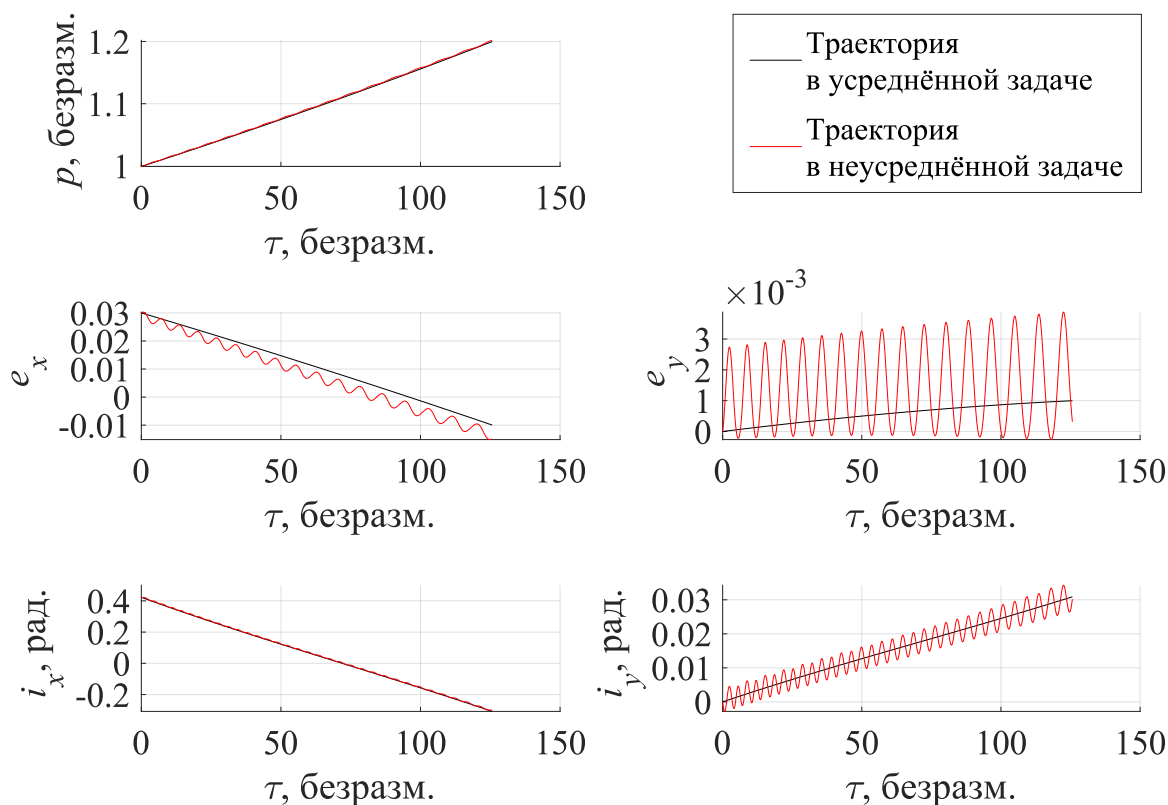 1.2
1.1
1
p, безразм.
0 50 100 150
τ, безразм.
Траектория
в усреднённой задаче
Траектория
в неусреднённой задаче
0.03
0.02
0.01
0
-0.01
e_x
0 50 100 150
τ, безразм.
×10^-3
3
2
1
0
e_y
0 50 100 150
τ, безразм.
0.4
0.2
0
-0.2
i_x, рад.
0 50 100 150
τ, безразм.
0.03
0.02
0.01
0
i_y, рад.
0 50 100 150
τ, безразм.